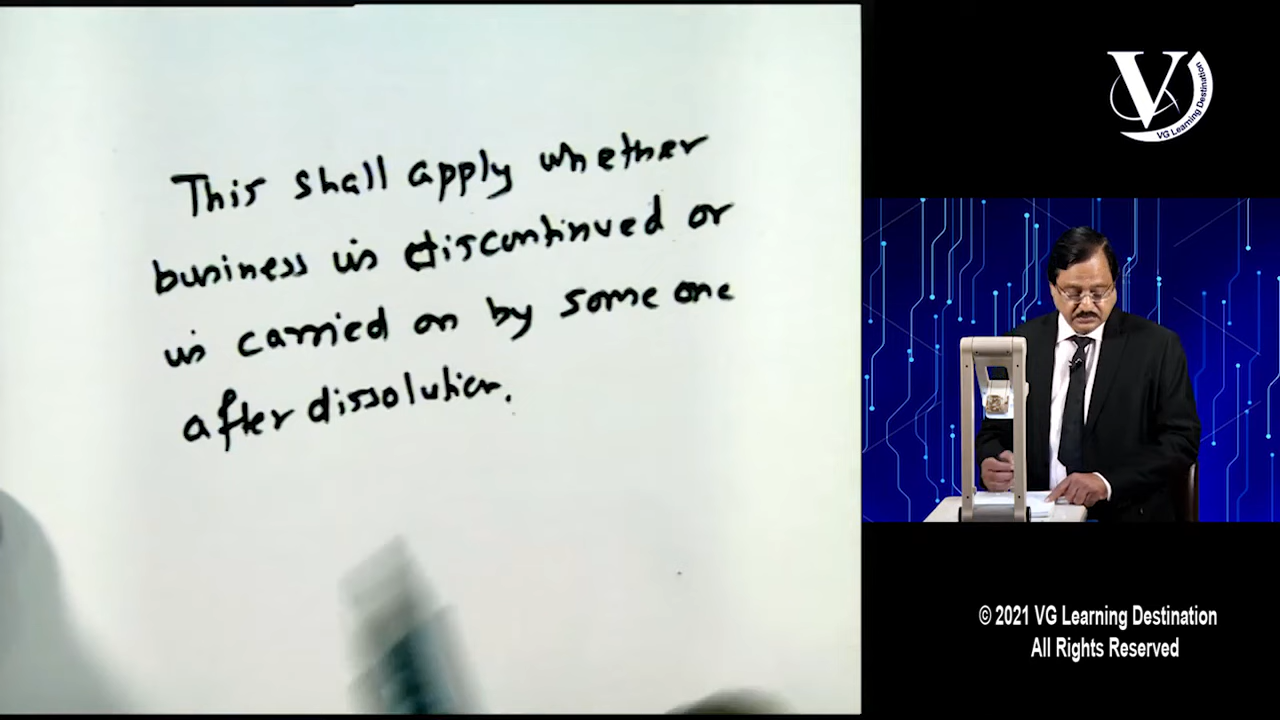 This shall apply whether
business is discontinued or
is carried on by some one
after dissolution.
V
VG Learning Destination
© 2021 VG Learning Destination
All Rights Reserved